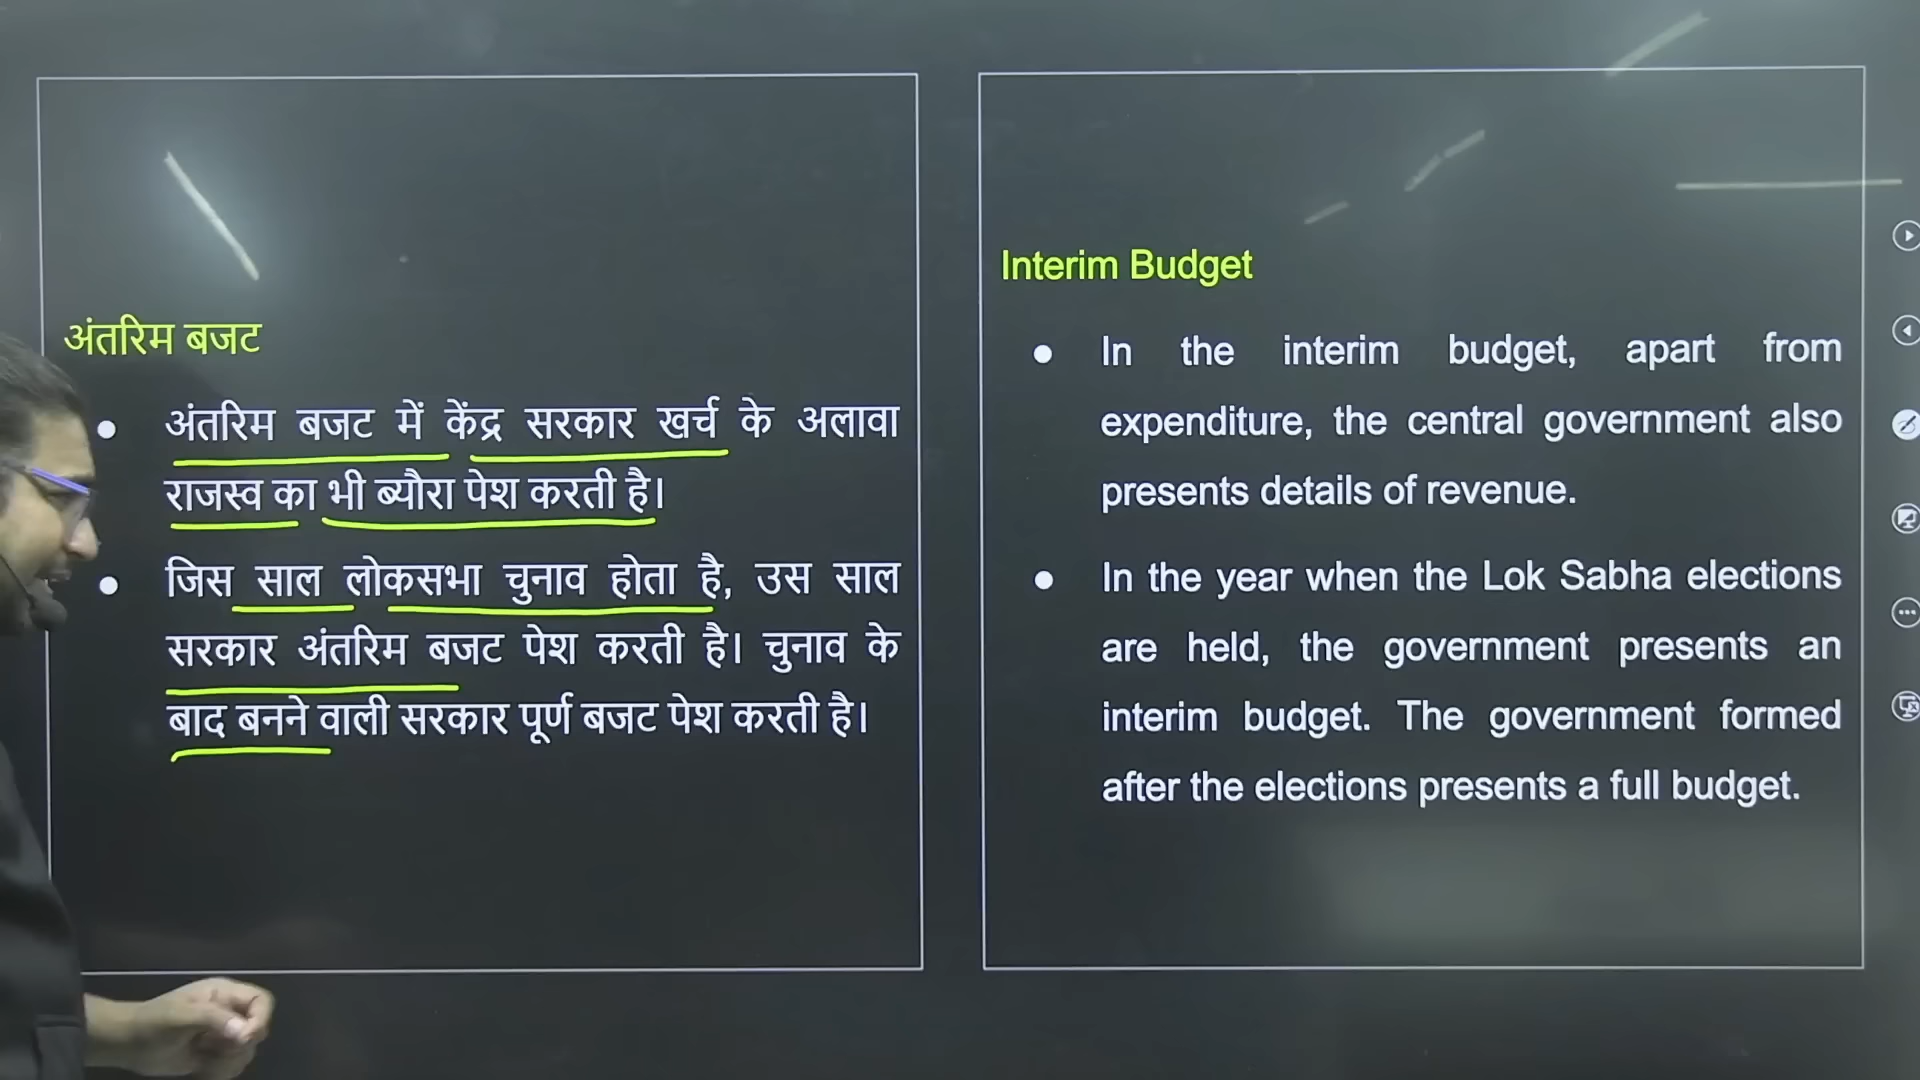 अंतरिम बजट
अंतरिम बजट में केंद्र सरकार खर्च के अलावा
राजस्व का भी ब्यौरा पेश करती है।
जिस साल लोकसभा चुनाव होता है, उस साल
सरकार अंतरिम बजट पेश करती है। चुनाव के
बाद बनने वाली सरकार पूर्ण बजट पेश करती है।
Interim Budget
In the interim budget, apart from
expenditure, the central government also
presents details of revenue.
In the year when the Lok Sabha elections
are held, the government presents an
interim budget. The government formed
after the elections presents a full budget.